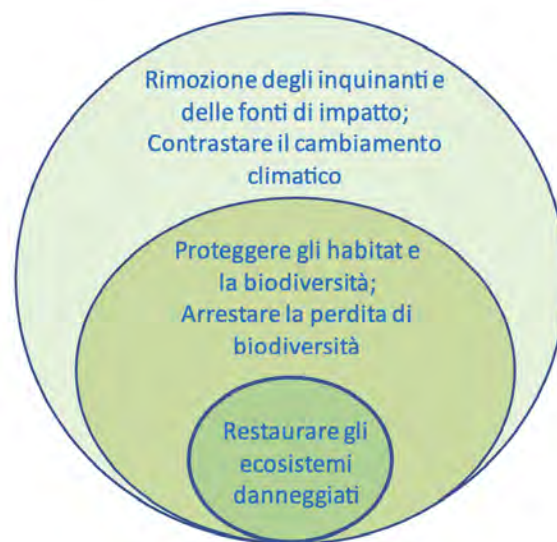 Rimozione degli inquinanti e
delle fonti di impatto;
Contrastare il cambiamento
climatico
Proteggere gli habitat e
la biodiversità;
Arrestare la perdita di
biodiversità
Restaurare gli
ecosistemi
danneggiati